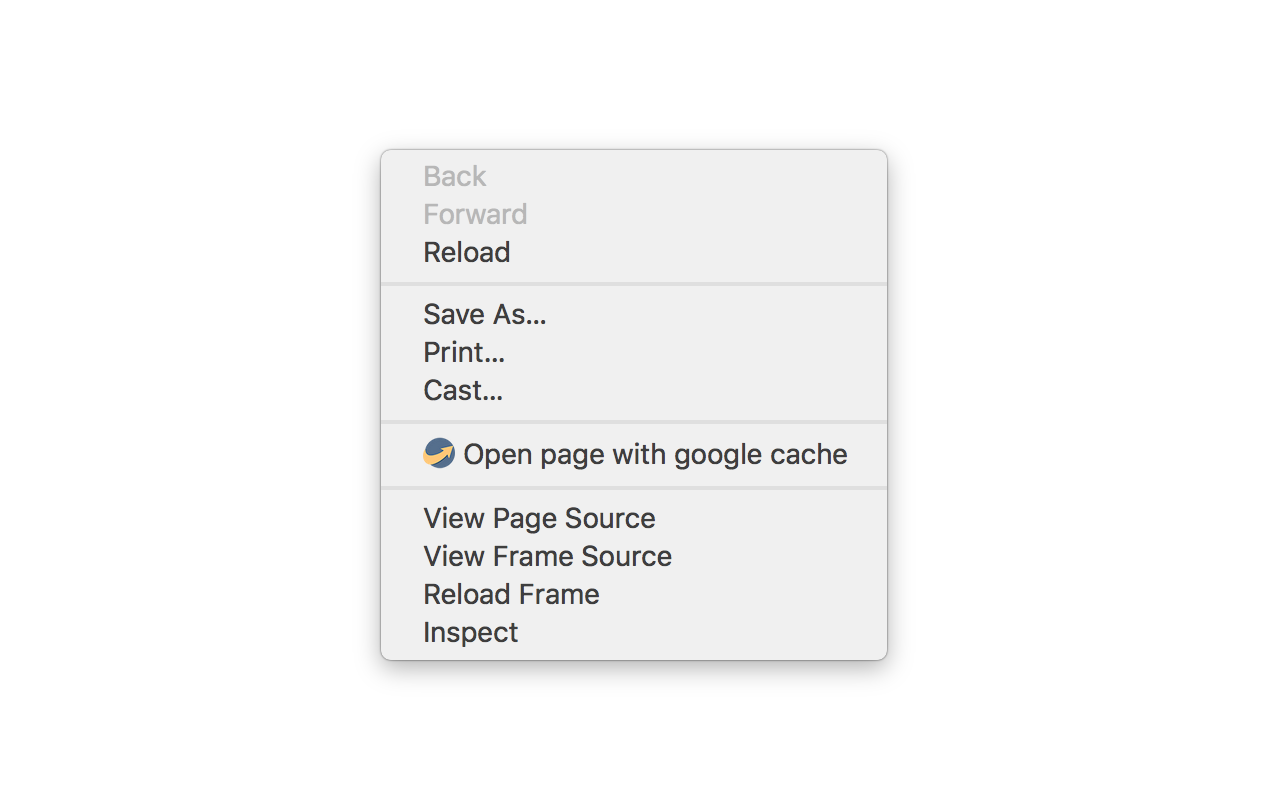 Back
Forward
Reload
Save As...
Print...
Cast...
Open page with google cache
View Page Source
View Frame Source
Reload Frame
Inspect